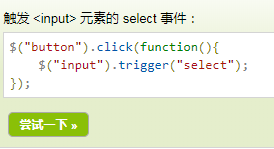 触发 <input> 元素的 select 事件：
$("button").click(function(){
    $("input").trigger("select");
});
尝试一下 »